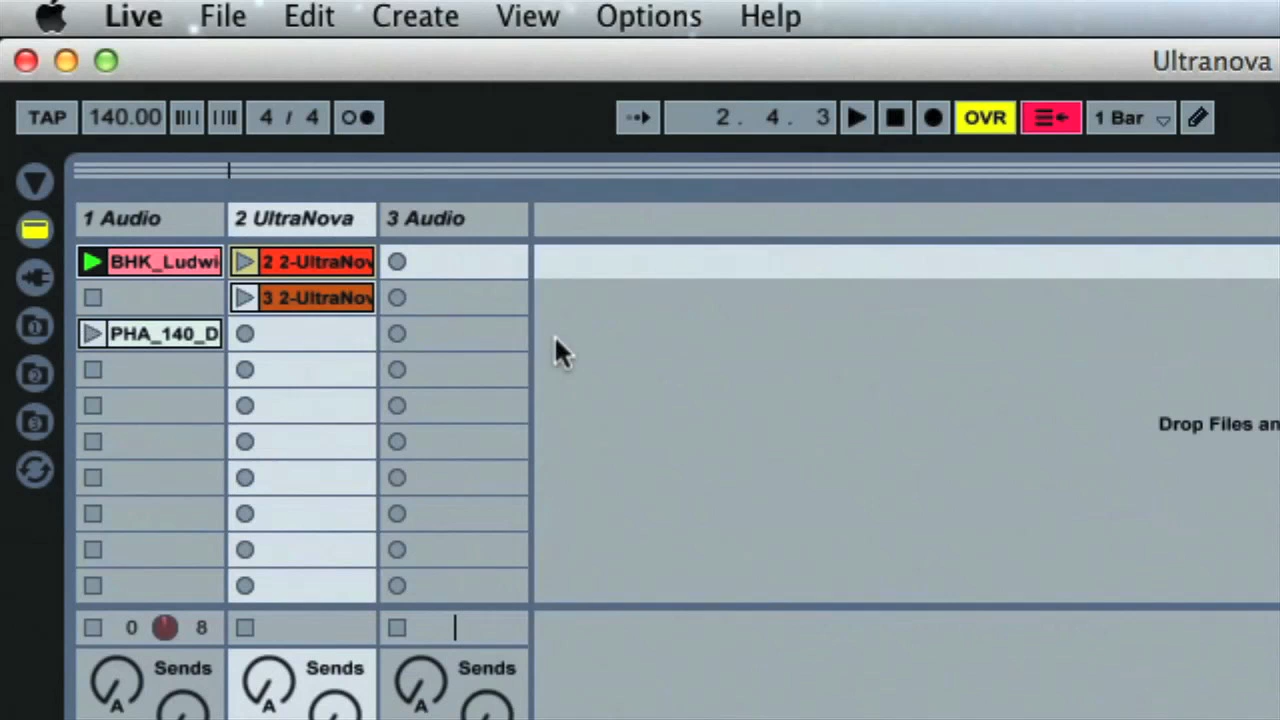 Live File Edit Create View Options Help
Ultranova
TAP 140.00 4 / 4 2. 4. 3 OVR 1 Bar
1 Audio 2 UltraNova 3 Audio
BHK_Ludwi 2 2-UltraNov
3 2-UltraNov
PHA_140_D
Drop Files an
0 8
Sends Sends Sends
A A A